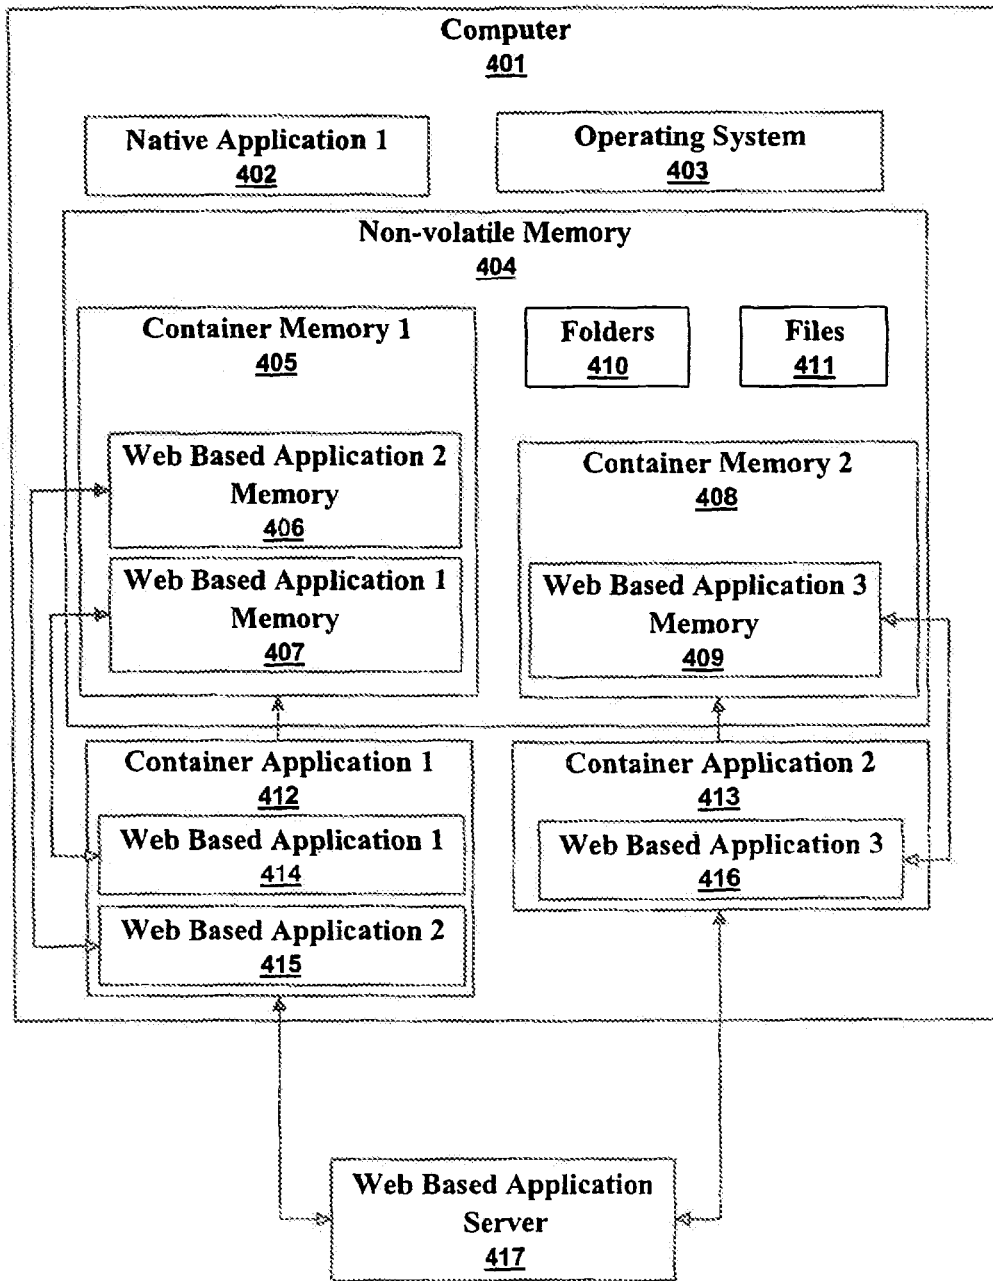 Computer
401
Native Application 1
402
Operating System
403
Non-volatile Memory
404
Container Memory 1
405
Folders
410
Files
411
Web Based Application 2
Memory
406
Web Based Application 1
Memory
407
Container Memory 2
408
Web Based Application 3
Memory
409
Container Application 1
412
Web Based Application 1
414
Web Based Application 2
415
Container Application 2
413
Web Based Application 3
416
Web Based Application
Server
417